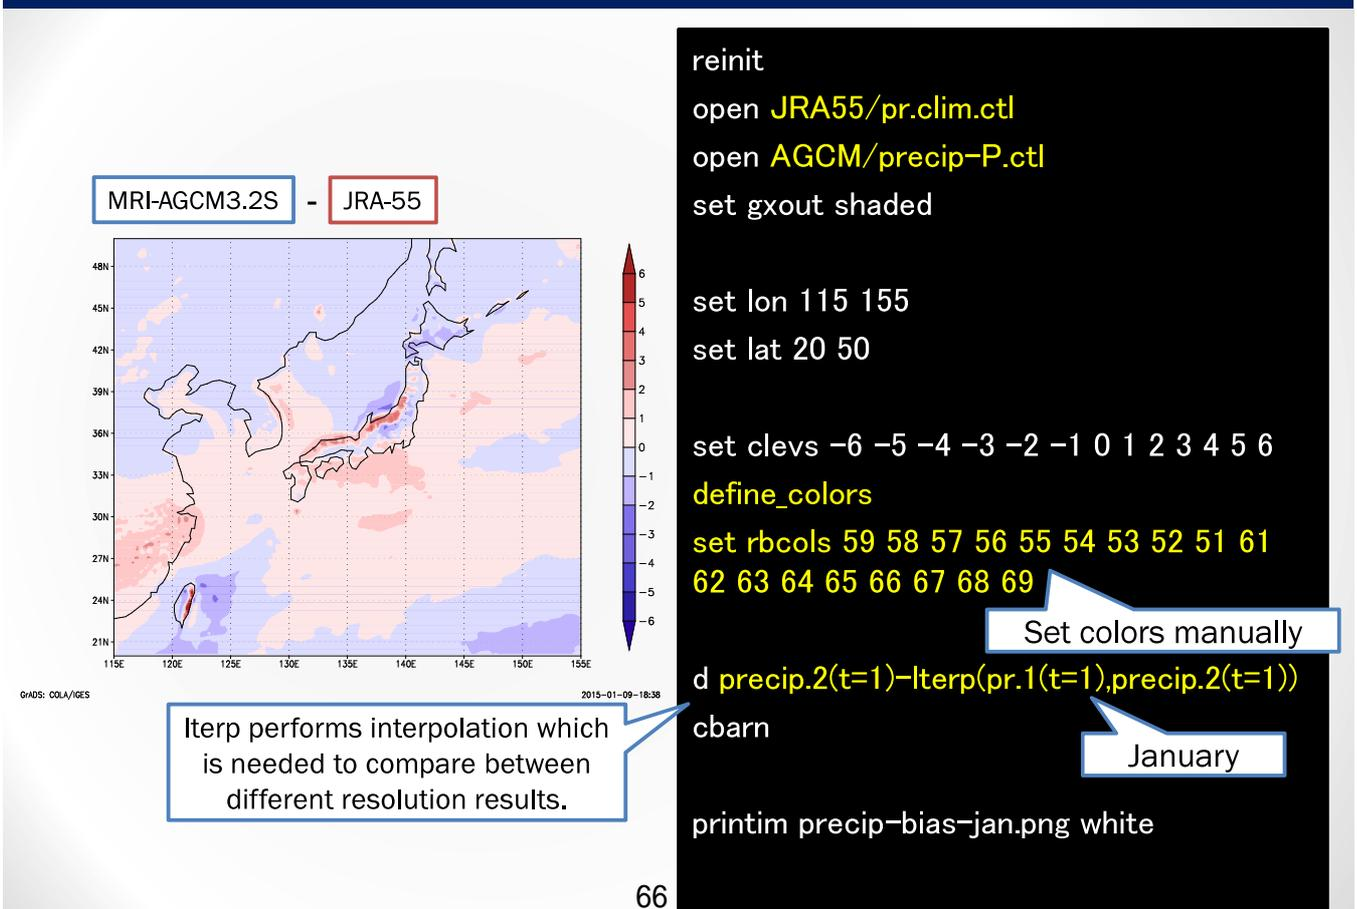 MRI-AGCM3.2S - JRA-55
48N
45N
42N
39N
36N
33N
30N
27N
24N
21N
115E 120E 125E 130E 135E 140E 145E 150E 155E
6
5
4
3
2
1
0
-1
-2
-3
-4
-5
-6
GrADS: COLA/IGES
2015-01-09-18:38
Iterp performs interpolation which
is needed to compare between
different resolution results.
reinit
open JRA55/pr.clim.ctl
open AGCM/precip-P.ctl
set gxout shaded
set lon 115 155
set lat 20 50
set clevs -6 -5 -4 -3 -2 -1 0 1 2 3 4 5 6
define_colors
set rbcols 59 58 57 56 55 54 53 52 51 61
62 63 64 65 66 67 68 69
Set colors manually
d precip.2(t=1)-lterp(pr.1(t=1),precip.2(t=1))
cbarn
January
printim precip-bias-jan.png white
66